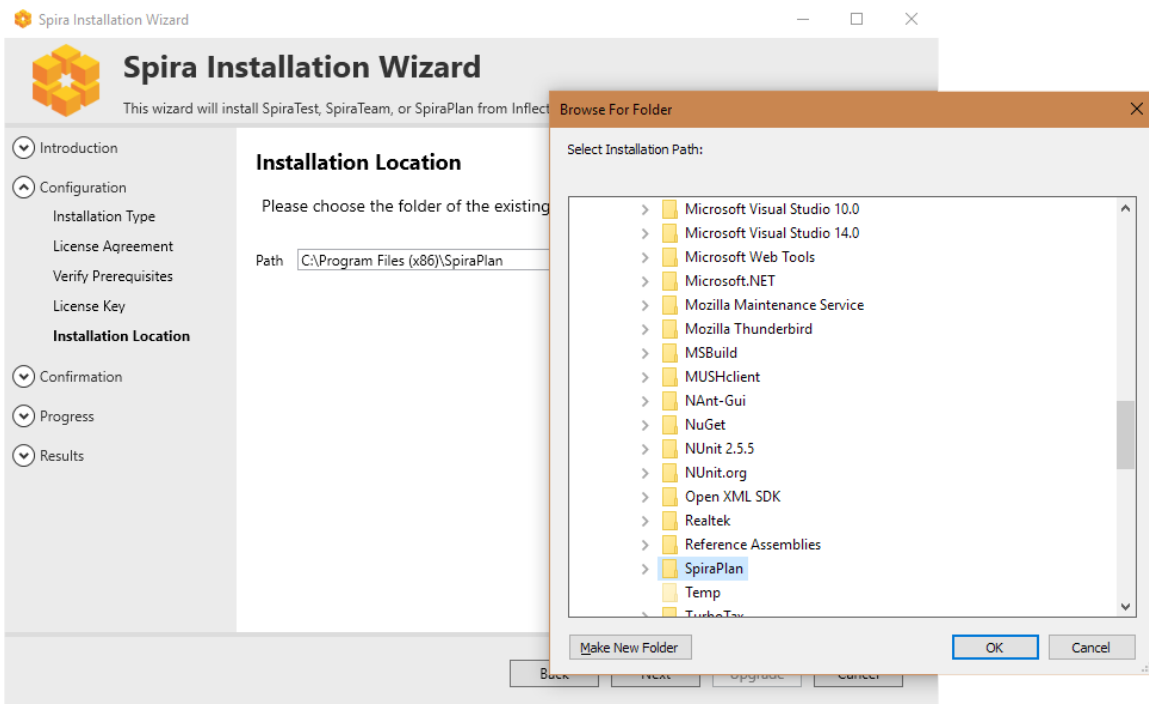 Spira Installation Wizard
Spira Installation Wizard
This wizard will install SpiraTest, SpiraTeam, or SpiraPlan from Inflect
Introduction
Configuration
Installation Type
License Agreement
Verify Prerequisites
License Key
Installation Location
Confirmation
Progress
Results
Installation Location
Please choose the folder of the existing
Path C:\Program Files (x86)\SpiraPlan
Browse For Folder
Select Installation Path:
Microsoft Visual Studio 10.0
Microsoft Visual Studio 14.0
Microsoft Web Tools
Microsoft.NET
Mozilla Maintenance Service
Mozilla Thunderbird
MSBuild
MUSHclient
NAnt-Gui
NuGet
NUnit 2.5.5
NUnit.org
Open XML SDK
Realtek
Reference Assemblies
SpiraPlan
Temp
TurboTax
Make New Folder OK Cancel
Back Next Upgrade Cancel